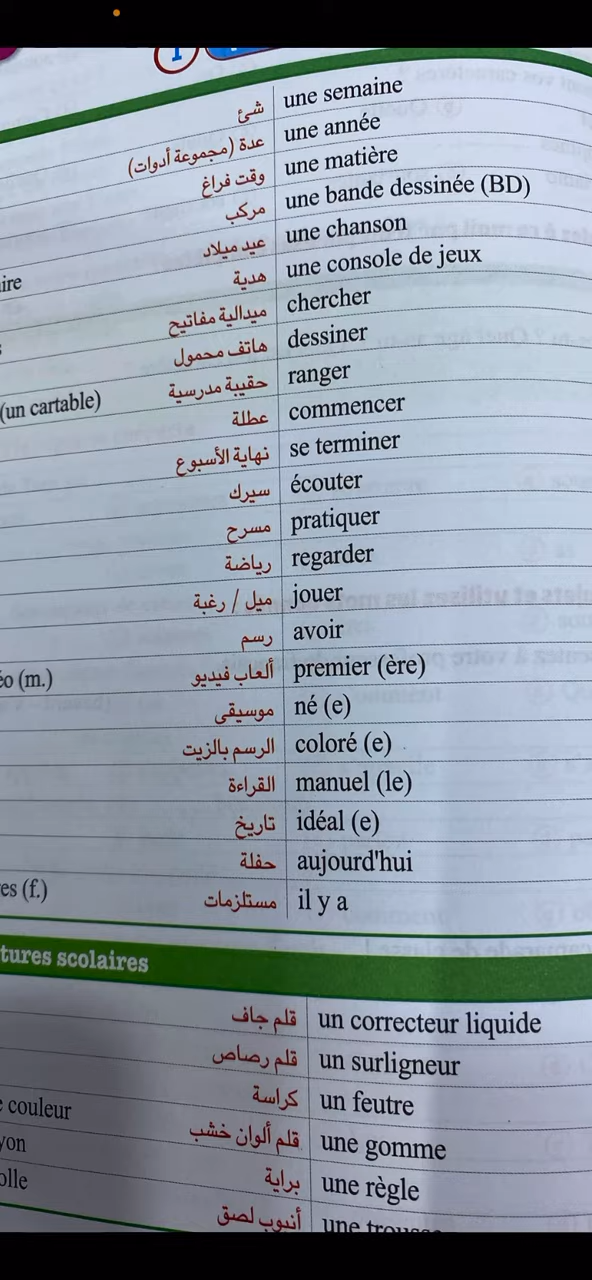 1
شئ une semaine
عدة (مجموعة أدوات) une année
وقت فراغ une matière
مركب une bande dessinée (BD)
عيد ميلاد une chanson
ire هدية une console de jeux
ميدالية مفاتيح chercher
هاتف محمول dessiner
(un cartable) حقيبة مدرسية ranger
عطلة commencer
نهاية الأسبوع se terminer
سيرك écouter
مسرح pratiquer
رياضة regarder
ميل / رغبة jouer
رسم avoir
éo (m.) ألعاب فيديو premier (ère)
موسيقى né (e)
الرسم بالزيت coloré (e)
القراءة manuel (le)
تاريخ idéal (e)
حفلة aujourd'hui
es (f.) مستلزمات il y a
tures scolaires
قلم جاف un correcteur liquide
قلم رصاص un surligneur
كراسة un feutre
e couleur قلم ألوان خشب une gomme
yon براية une règle
olle أنبوب لصق une trousse